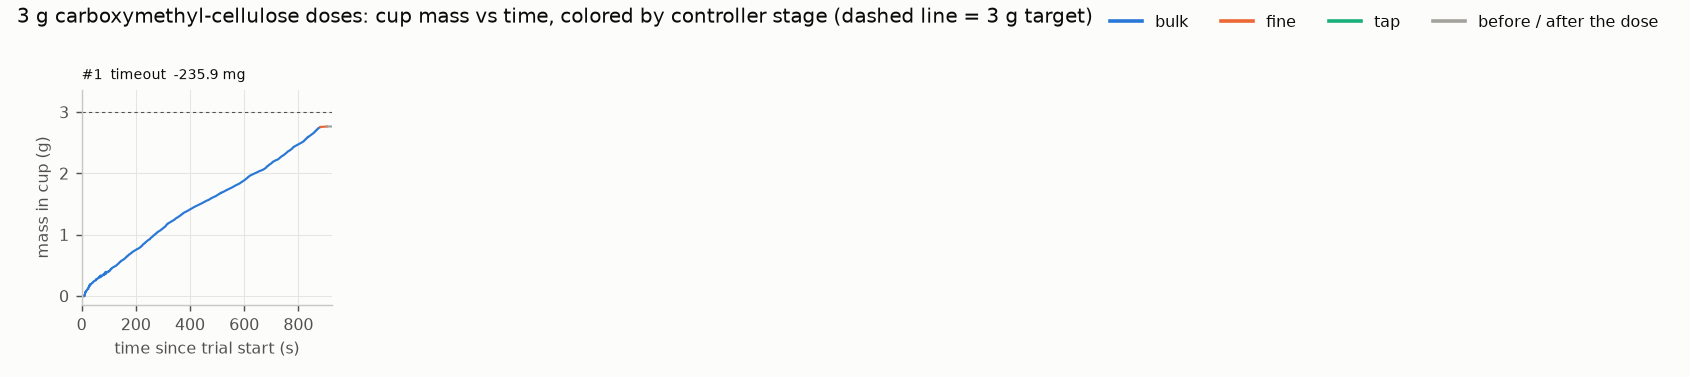 3 g carboxymethyl-cellulose doses: cup mass vs time, colored by controller stage (dashed line = 3 g target)
bulk
fine
tap
before / after the dose
#1 timeout -235.9 mg
mass in cup (g)
3
2
1
0
0 200 400 600 800
time since trial start (s)